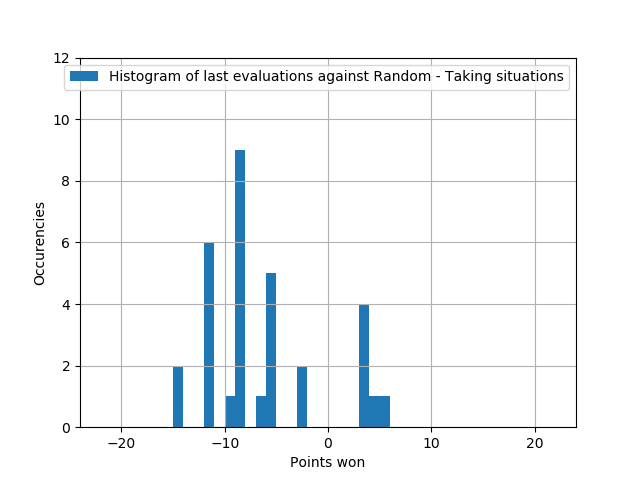 Histogram of last evaluations against Random - Taking situations
12
10
8
6
4
2
0
Occurencies
−20 −10 0 10 20
Points won